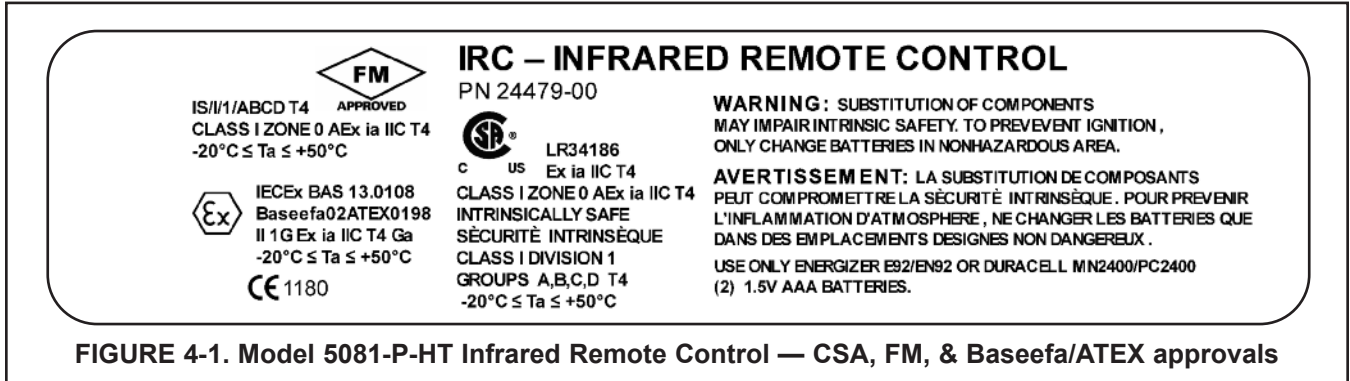 FM
APPROVED
IS/I/1/ABCD T4
CLASS I ZONE 0 AEx ia IIC T4
-20°C ≤ Ta ≤ +50°C
Ex
IECEx BAS 13.0108
Baseefa02ATEX0198
II 1G Ex ia IIC T4 Ga
-20°C ≤ Ta ≤ +50°C
CE 1180
IRC – INFRARED REMOTE CONTROL
PN 24479-00
SA ®
C US
LR34186
Ex ia IIC T4
CLASS I ZONE 0 AEx ia IIC T4
INTRINSICALLY SAFE
SÈCURITÈ INTRINSÈQUE
CLASS I DIVISION 1
GROUPS A,B,C,D T4
-20°C ≤ Ta ≤ +50°C
WARNING: SUBSTITUTION OF COMPONENTS
MAY IMPAIR INTRINSIC SAFETY. TO PREVEVENT IGNITION ,
ONLY CHANGE BATTERIES IN NONHAZARDOUS AREA.
AVERTISSEMENT: LA SUBSTITUTION DE COMPOSANTS
PEUT COMPROMETTRE LA SÈCURITÈ INTRINSÈQUE . POUR PREVENIR
L'INFLAMMATION D'ATMOSPHERE , NE CHANGER LES BATTERIES QUE
DANS DES EMPLACEMENTS DESIGNES NON DANGEREUX .
USE ONLY ENERGIZER E92/EN92 OR DURACELL MN2400/PC2400
(2) 1.5V AAA BATTERIES.
FIGURE 4-1. Model 5081-P-HT Infrared Remote Control — CSA, FM, & Baseefa/ATEX approvals